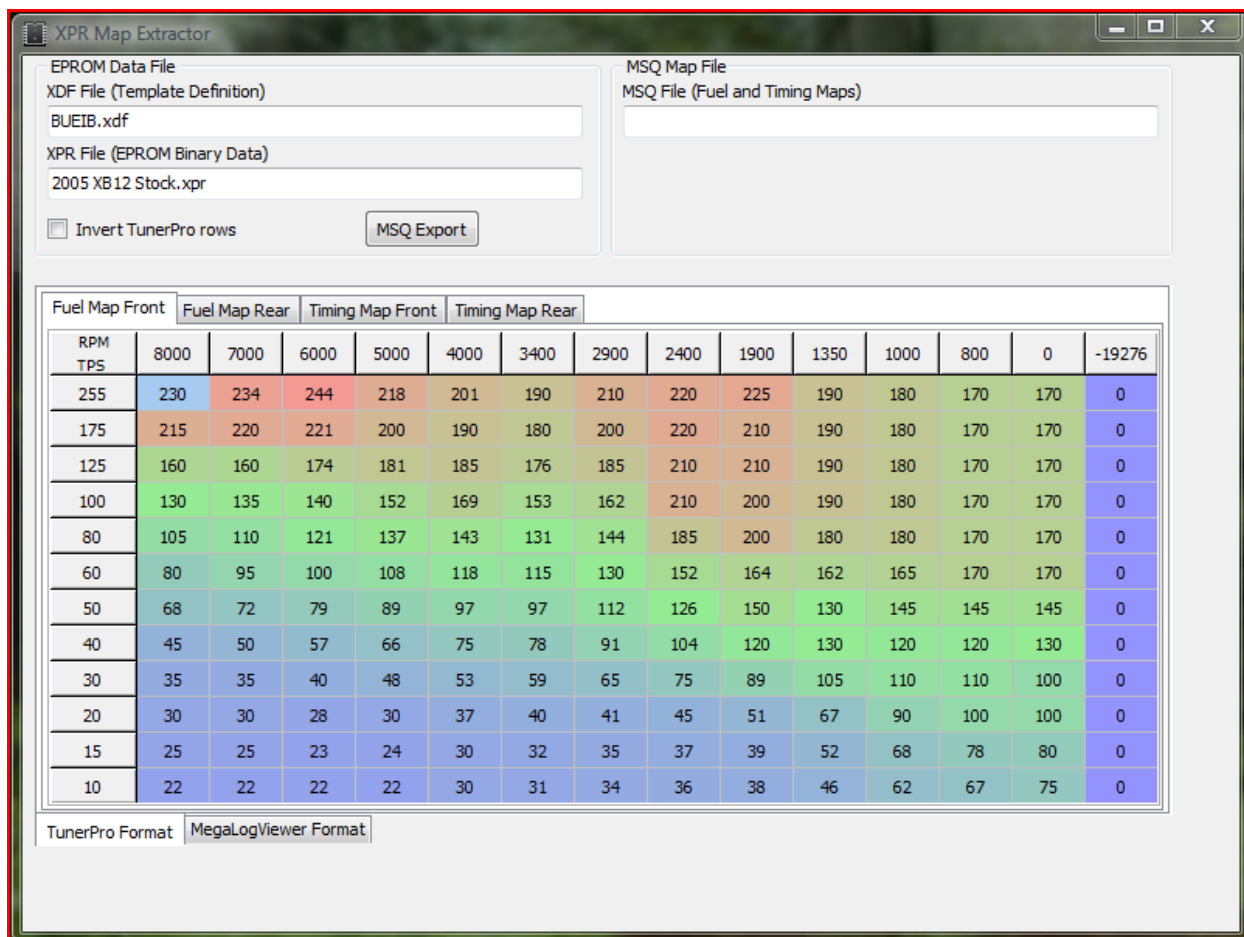 XPR Map Extractor
EPROM Data File
XDF File (Template Definition)
BUEIB.xdf
XPR File (EPROM Binary Data)
2005 XB12 Stock.xpr
Invert TunerPro rows
MSQ Export
MSQ Map File
MSQ File (Fuel and Timing Maps)
Fuel Map Front Fuel Map Rear Timing Map Front Timing Map Rear
RPM
TPS 8000 7000 6000 5000 4000 3400 2900 2400 1900 1350 1000 800 0 -19276
255 230 234 244 218 201 190 210 220 225 190 180 170 170 0
175 215 220 221 200 190 180 200 220 210 190 180 170 170 0
125 160 160 174 181 185 176 185 210 210 190 180 170 170 0
100 130 135 140 152 169 153 162 210 200 190 180 170 170 0
80 105 110 121 137 143 131 144 185 200 180 180 170 170 0
60 80 95 100 108 118 115 130 152 164 162 165 170 170 0
50 68 72 79 89 97 97 112 126 150 130 145 145 145 0
40 45 50 57 66 75 78 91 104 120 130 120 120 130 0
30 35 35 40 48 53 59 65 75 89 105 110 110 100 0
20 30 30 28 30 37 40 41 45 51 67 90 100 100 0
15 25 25 23 24 30 32 35 37 39 52 68 78 80 0
10 22 22 22 22 30 31 34 36 38 46 62 67 75 0
TunerPro Format MegaLogViewer Format